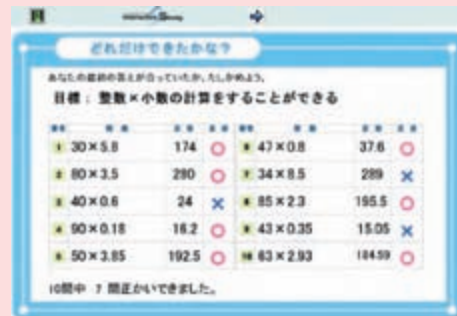 どれだけできたかな？
あなたの最初の答えが合っていたか、たしかめよう。
目標： 整数×小数の計算をすることができる
1 30×5.8 174 ○ 6 47×0.8 37.6 ○
2 80×3.5 280 ○ 7 34×8.5 289 ×
3 40×0.6 24 × 8 85×2.3 195.5 ○
4 90×0.18 16.2 ○ 9 43×0.35 15.05 ×
5 50×3.85 192.5 ○ 10 63×2.93 184.59 ○
10問中 7 問正かいできました。